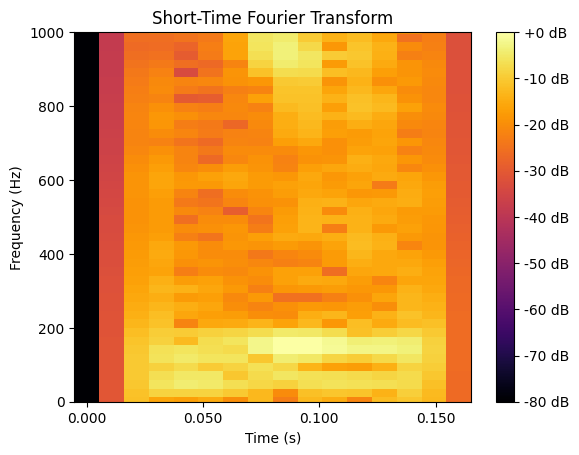 Short-Time Fourier Transform
1000
800
600
400
200
0
Frequency (Hz)
0.000
0.050
0.100
0.150
Time (s)
+0 dB
-10 dB
-20 dB
-30 dB
-40 dB
-50 dB
-60 dB
-70 dB
-80 dB